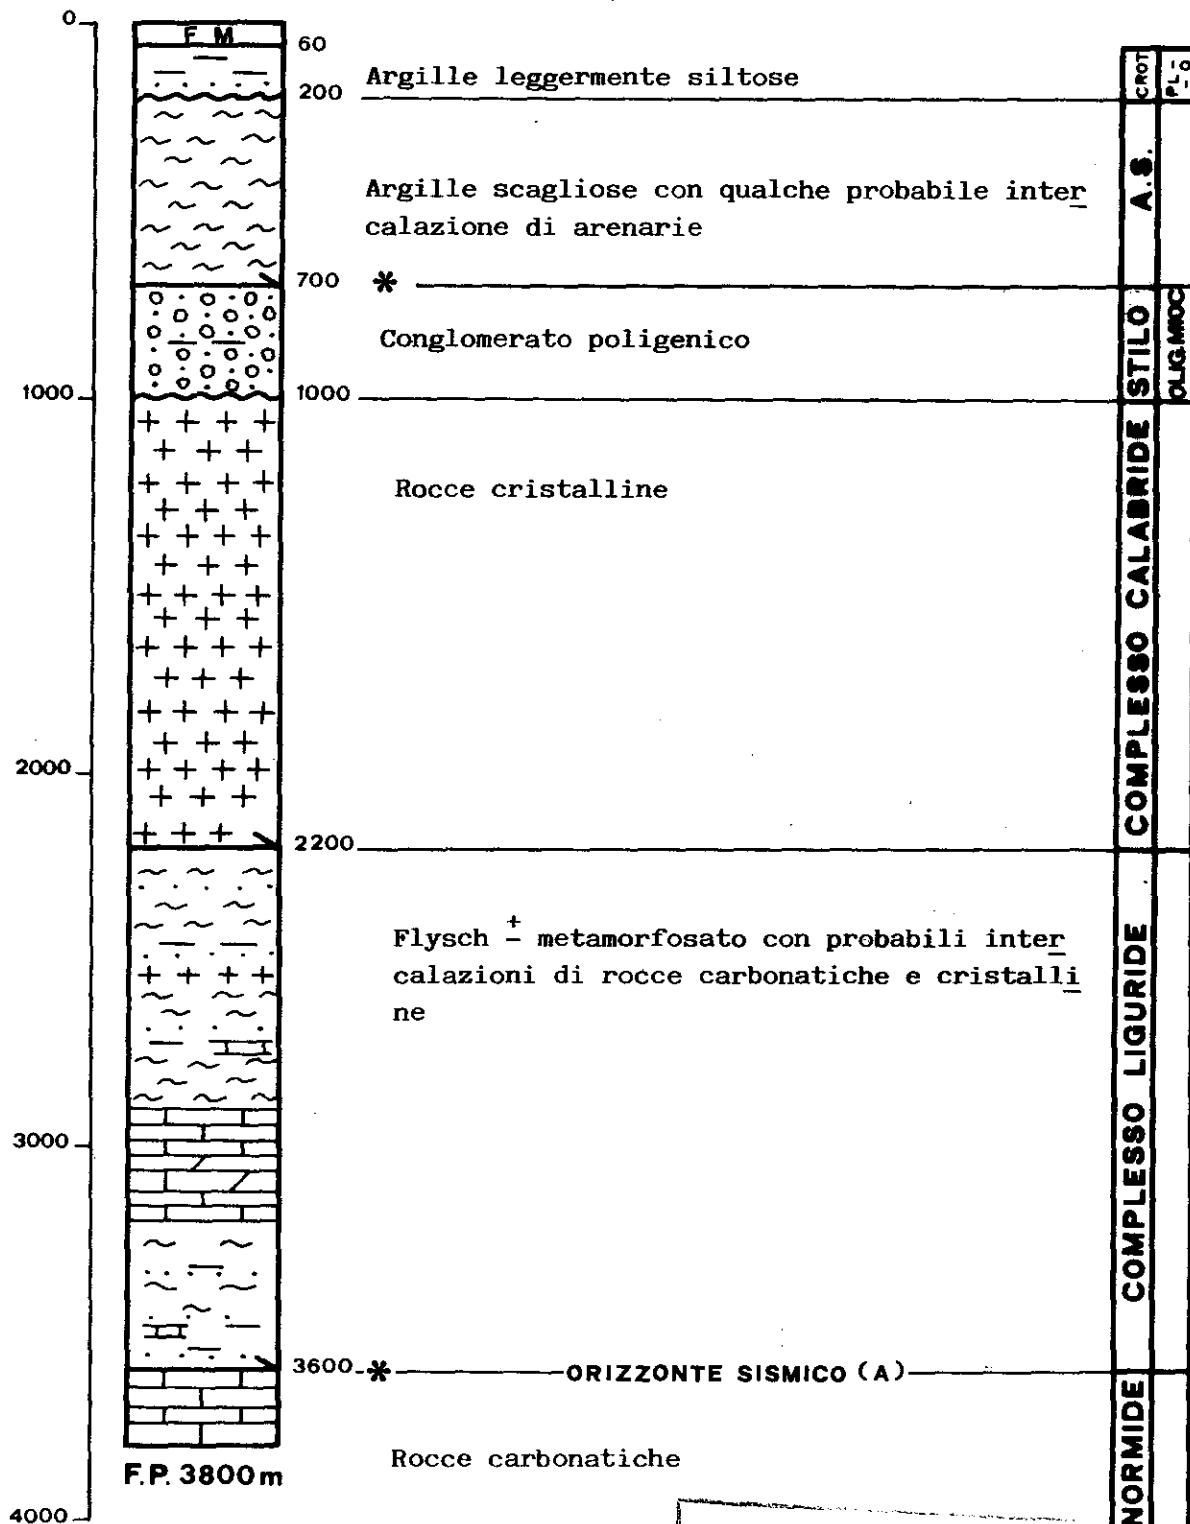 0
F M
60
Argille leggermente siltose
200
CROT
PL-
Argille scagliose con qualche probabile inter
calazione di arenarie
A.S.
700 *
Conglomerato poligenico
STILO
OLIG.MIOC
1000
1000
Rocce cristalline
COMPLESSO CALABRIDE
2000
2200
Flysch ± metamorfosato con probabili inter
calazioni di rocce carbonatiche e cristalli
ne
COMPLESSO LIGURIDE
3000
3600 * ORIZZONTE SISMICO (A)
Rocce carbonatiche
NORMIDE
F.P. 3800 m
4000